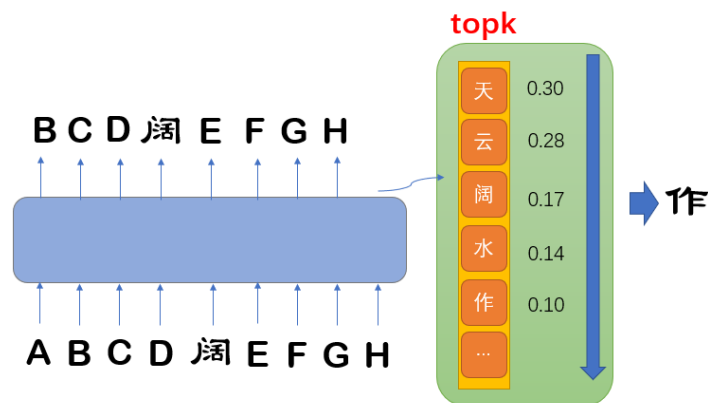 topk
天 0.30
云 0.28
阔 0.17
水 0.14
作 0.10
...
作
B C D 阔 E F G H
A B C D 阔 E F G H